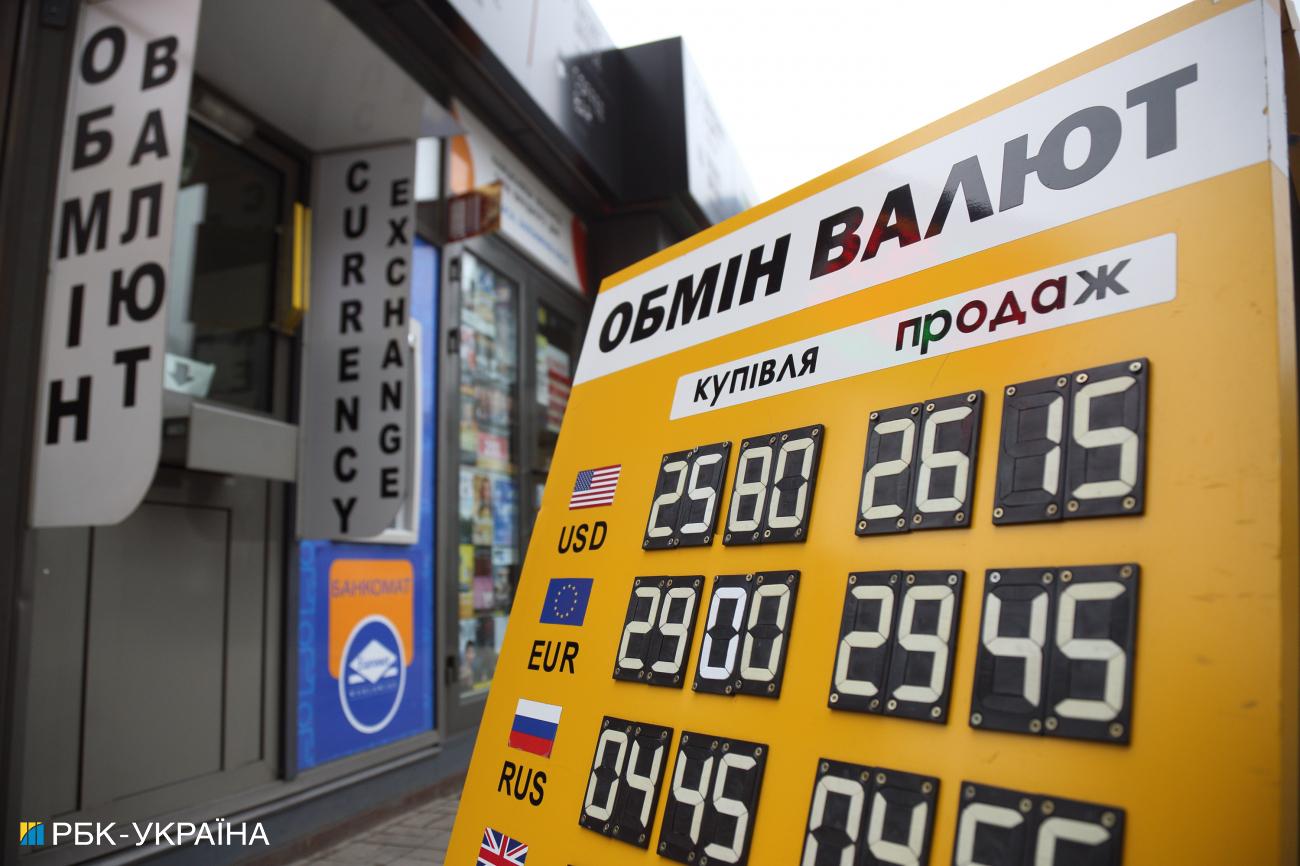 ОБМІН
ВАЛЮТ
CURRENCY
EXCHANGE
БАНКОМАТ
ОБМІН ВАЛЮТ
купівля продаж
USD 25 80 26 15
EUR 29 00 29 45
RUS 04 45 04
РБК-УКРАЇНА